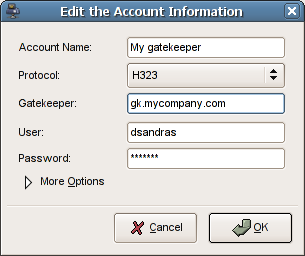 Edit the Account Information
Account Name: My gatekeeper
Protocol: H323
Gatekeeper: gk.mycompany.com
User: dsandras
Password: *******
More Options
Cancel OK